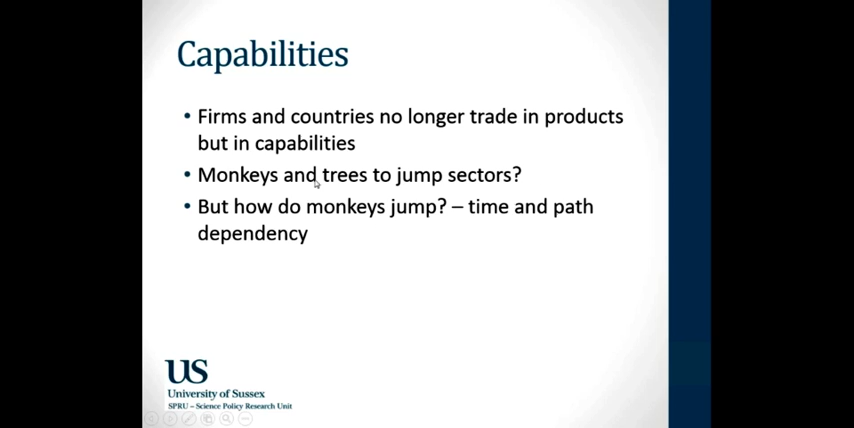 Capabilities
• Firms and countries no longer trade in products
but in capabilities
• Monkeys and trees to jump sectors?
• But how do monkeys jump? – time and path
dependency
US
University of Sussex
SPRU – Science Policy Research Unit